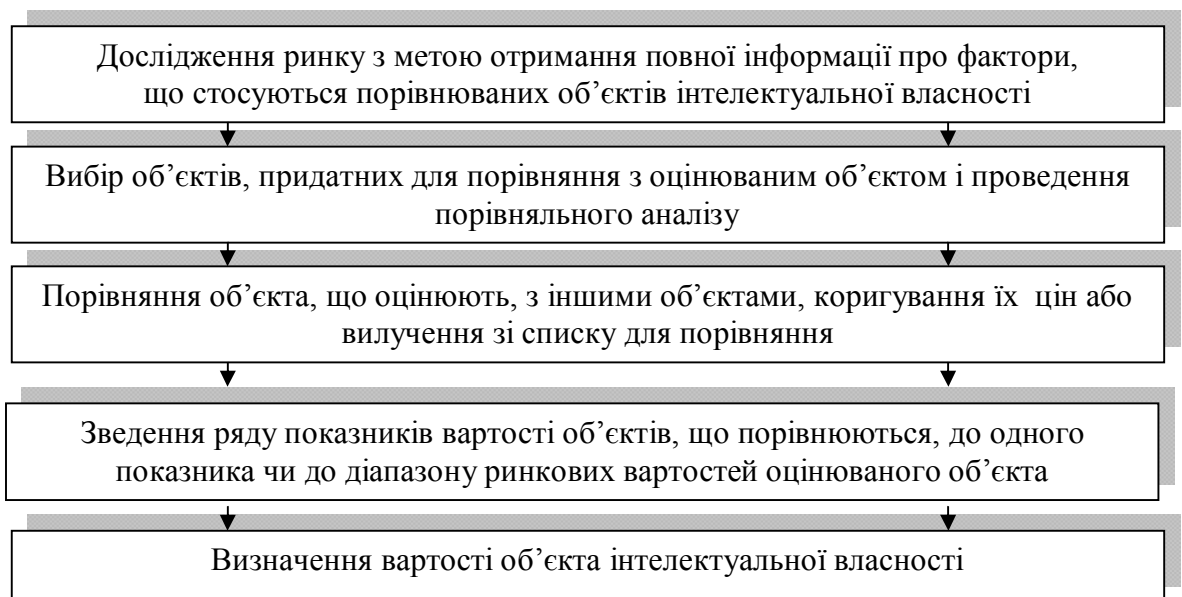 Дослідження ринку з метою отримання повної інформації про фактори,
що стосуються порівнюваних об’єктів інтелектуальної власності
Вибір об’єктів, придатних для порівняння з оцінюваним об’єктом і проведення
порівняльного аналізу
Порівняння об’єкта, що оцінюють, з іншими об’єктами, коригування їх цін або
вилучення зі списку для порівняння
Зведення ряду показників вартості об’єктів, що порівнюються, до одного
показника чи до діапазону ринкових вартостей оцінюваного об’єкта
Визначення вартості об’єкта інтелектуальної власності